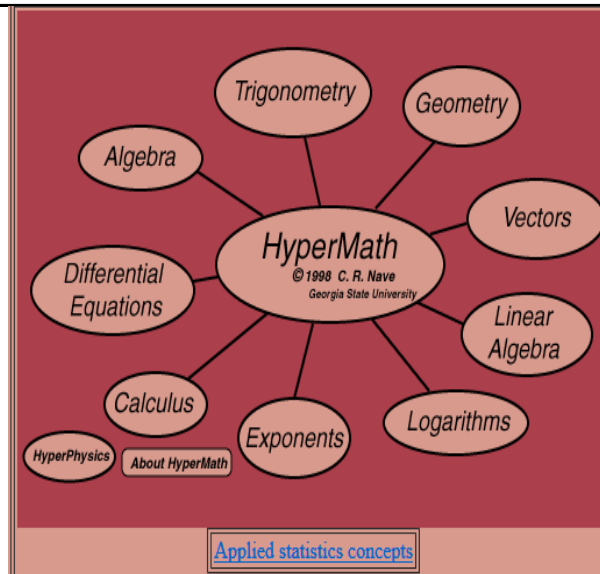 Trigonometry
Geometry
Algebra
Vectors
HyperMath
© 1998 C. R. Nave
Georgia State University
Differential
Equations
Linear
Algebra
Calculus
Logarithms
Exponents
HyperPhysics
About HyperMath
Applied statistics concepts